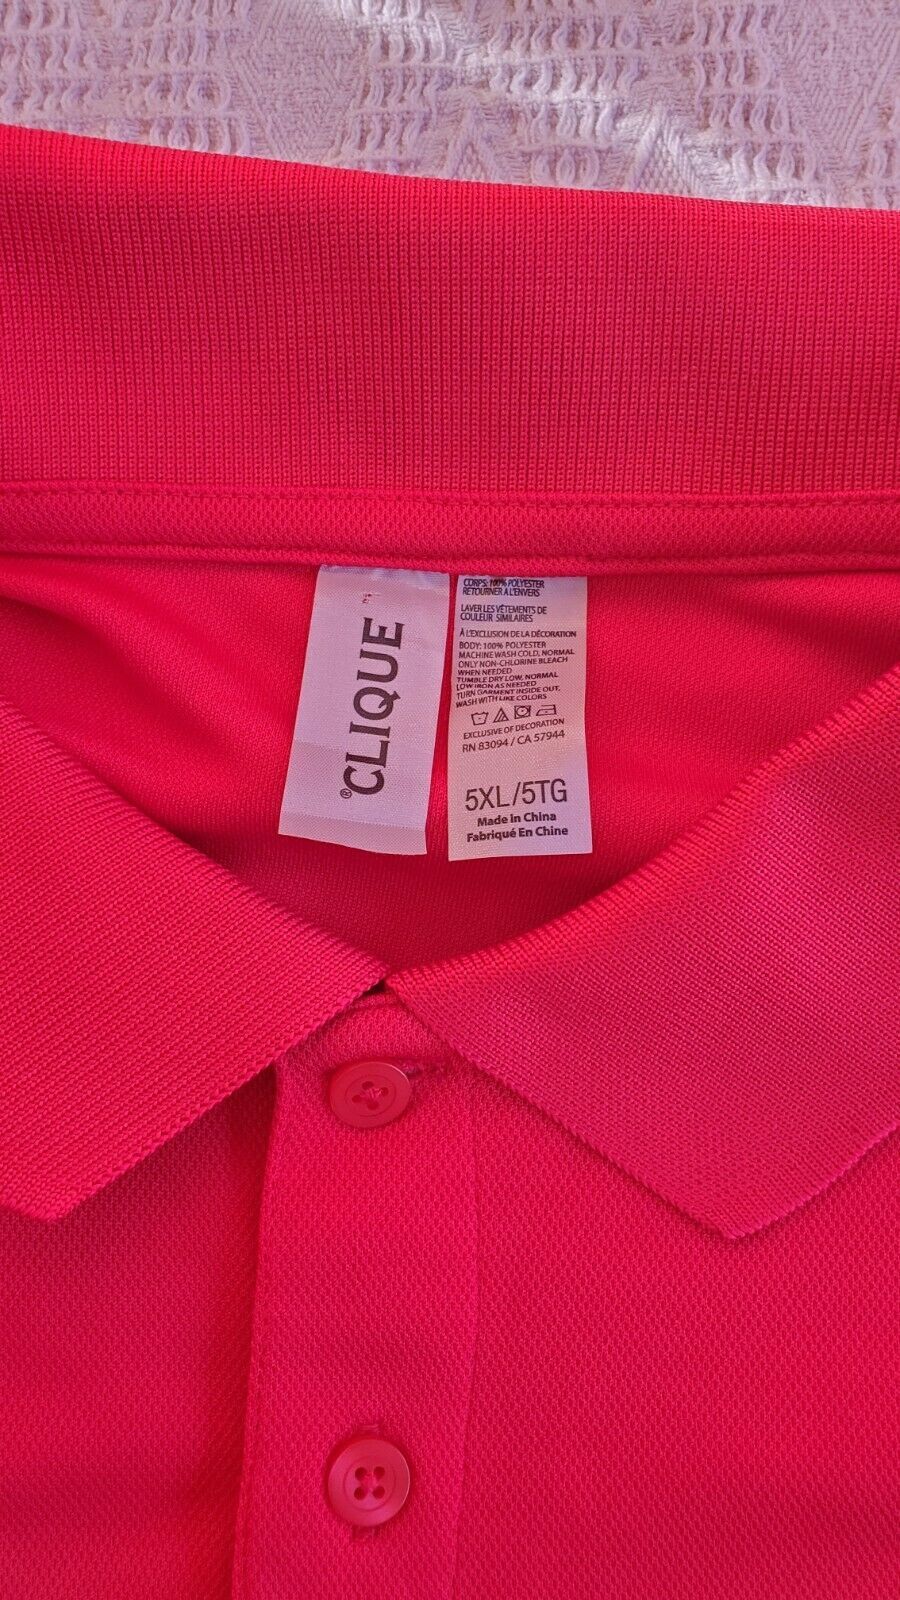 CLIQUE®
CORPS: 100% POLYESTER
RETOURNER A L'ENVERS
LAVER LES VÊTEMENTS DE
COULEUR SIMILAIRES
À L'EXCLUSION DE LA DÉCORATION
BODY: 100% POLYESTER
MACHINE WASH COLD, NORMAL
ONLY NON-CHLORINE BLEACH
WHEN NEEDED
TUMBLE DRY LOW, NORMAL
LOW IRON AS NEEDED
TURN GARMENT INSIDE OUT,
WASH WITH LIKE COLORS
EXCLUSIVE OF DECORATION
RN 83094 / CA 57944
5XL/5TG
Made in China
Fabriqué En Chine